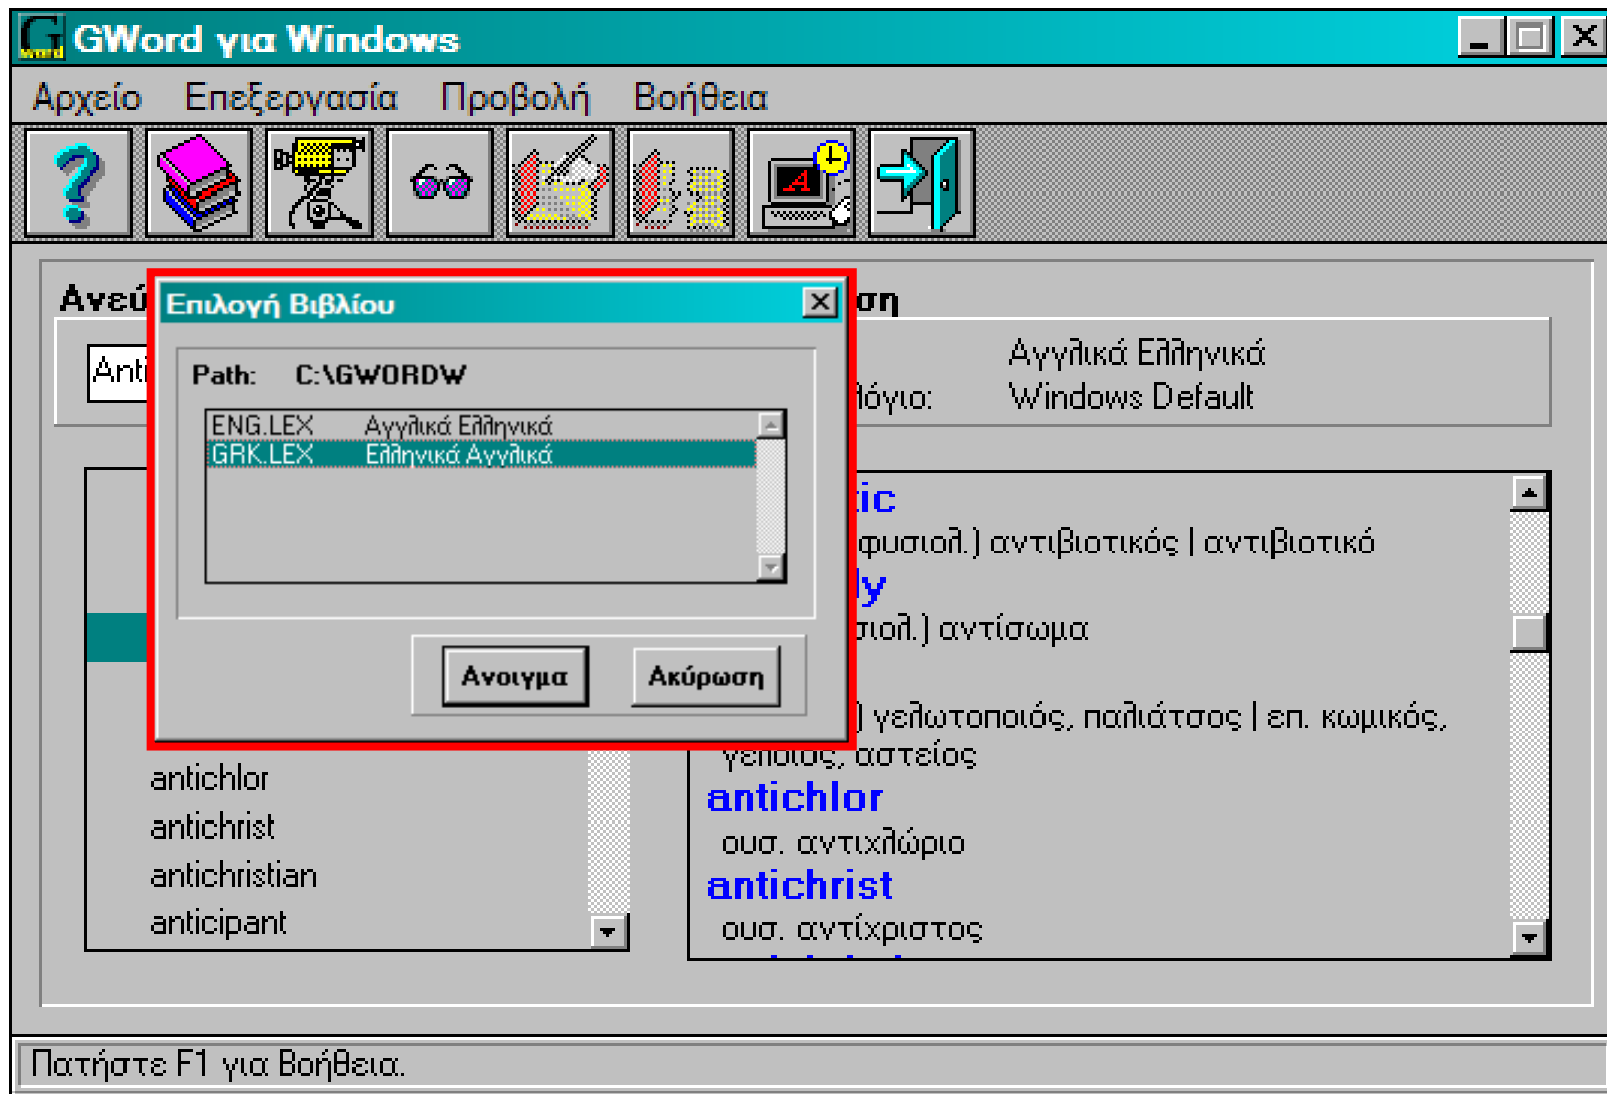 GWord για Windows
Αρχείο Επεξεργασία Προβολή Βοήθεια
Επιλογή Βιβλίου
Path: C:\GWORDW
ENG.LEX Αγγλικά Ελληνικά
GRK.LEX Ελληνικά Αγγλικά
Ανοιγμα Ακύρωση
Αγγλικά Ελληνικά
Windows Default
φυσιολ.) αντιβιοτικός | αντιβιοτικό
αντίσωμα
γελωτοποιός, παλιάτσος | επ. κωμικός,
γελοίος, αστείος
antichlor
antichrist
antichristian
anticipant
antichlor
ουσ. αντιχλώριο
antichrist
ουσ. αντίχριστος
Πατήστε F1 για Βοήθεια.